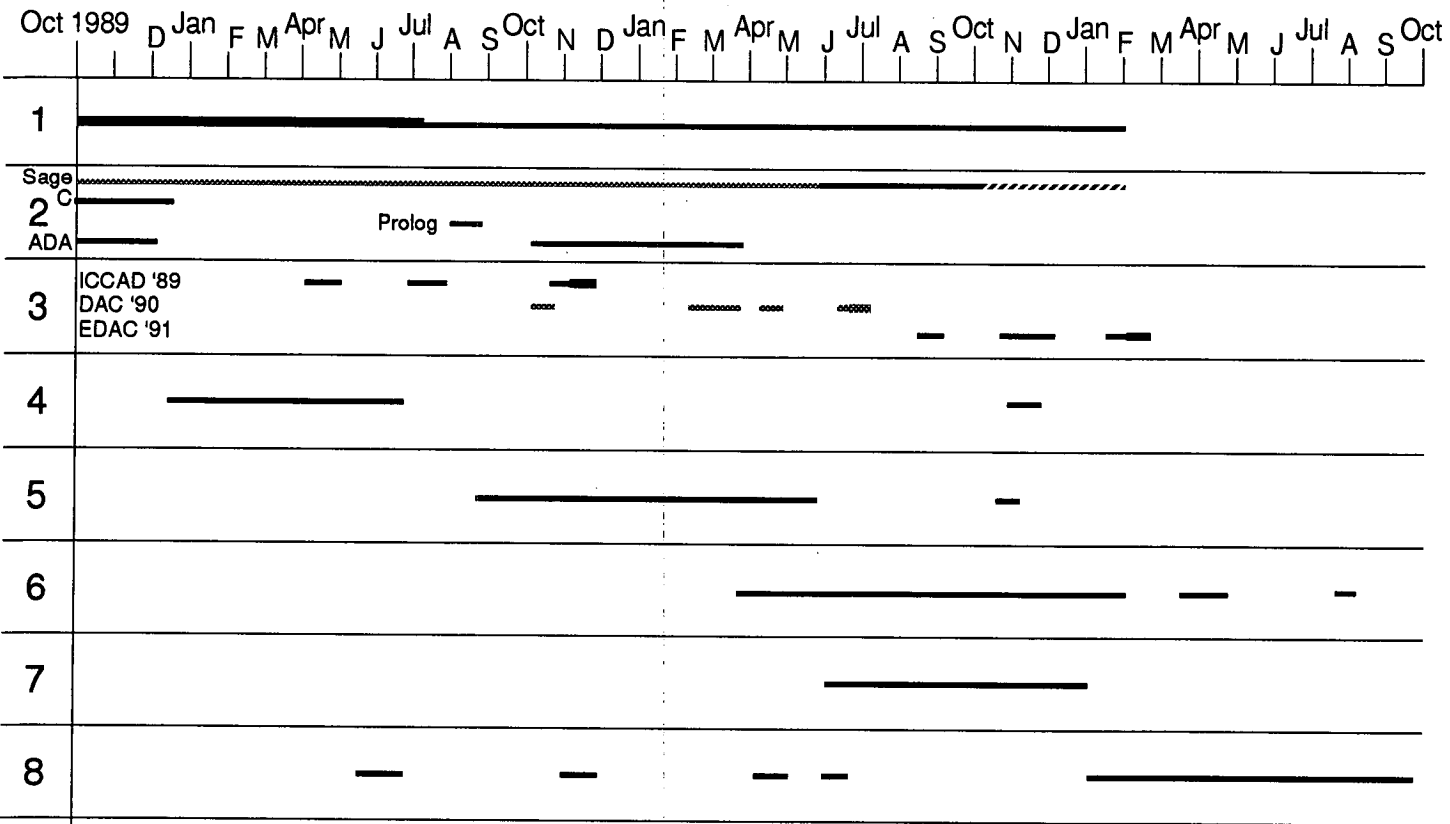 Oct 1989 D Jan F M Apr M J Jul A S Oct N D Jan F M Apr M J Jul A S Oct N D Jan F M Apr M J Jul A S Oct
1
Sage
C
2
Prolog
ADA
ICCAD '89
3
DAC '90
EDAC '91
4
5
6
7
8